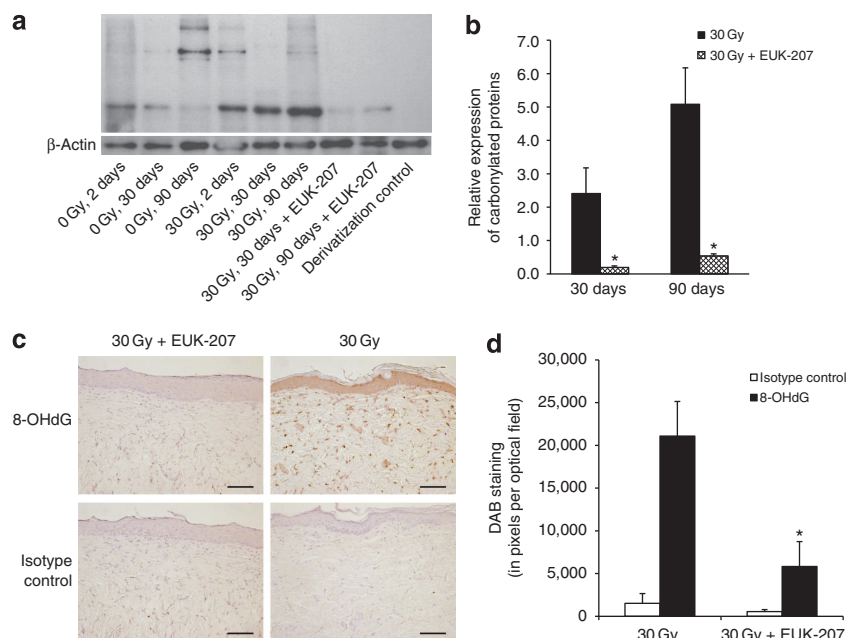 a
β-Actin
0 Gy, 2 days
0 Gy, 30 days
0 Gy, 90 days
30 Gy, 2 days
30 Gy, 30 days
30 Gy, 90 days
30 Gy, 30 days + EUK-207
30 Gy, 90 days + EUK-207
Derivatization control
b
30 Gy
30 Gy + EUK-207
Relative expression
of carbonylated proteins
7.0
6.0
5.0
4.0
3.0
2.0
1.0
0.0
*
*
30 days
90 days
c
30 Gy + EUK-207
30 Gy
8-OHdG
Isotype
control
d
Isotype control
8-OHdG
DAB staining
(in pixels per optical field)
30,000
25,000
20,000
15,000
10,000
5,000
0
*
30 Gy
30 Gy + EUK-207